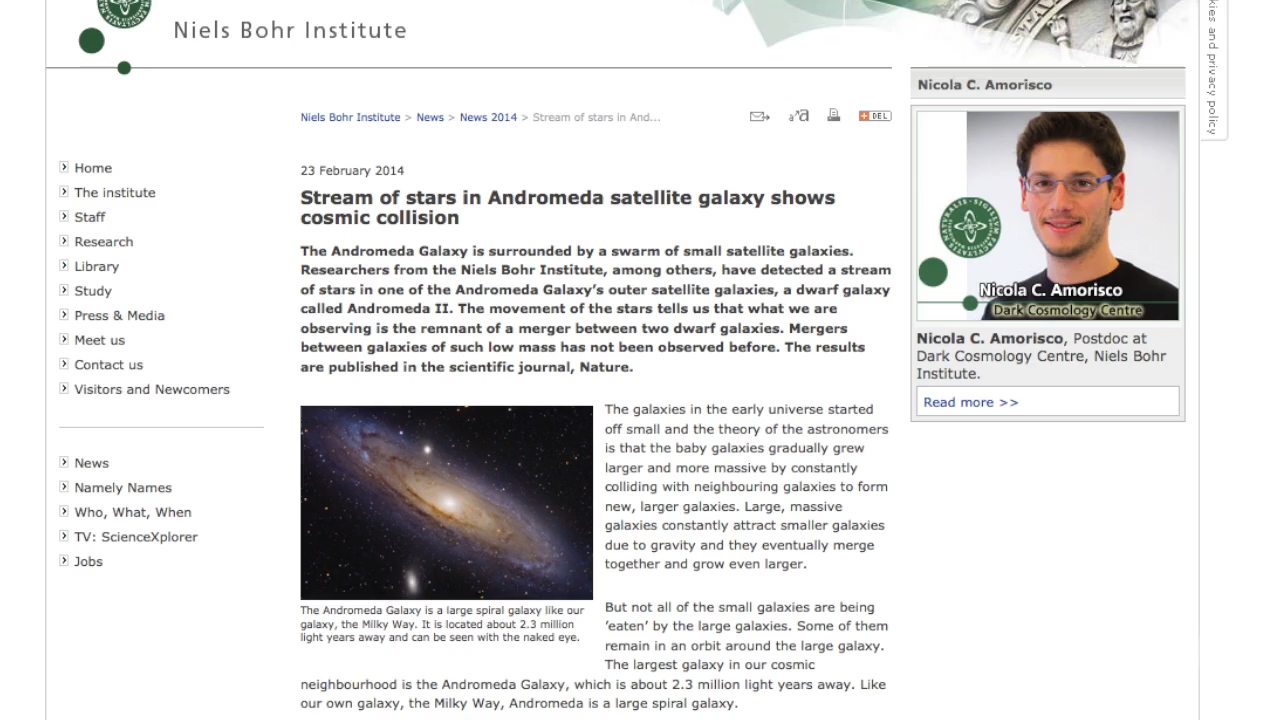 Niels Bohr Institute
kies and privacy policy
Nicola C. Amorisco
Niels Bohr Institute > News > News 2014 > Stream of stars in And...
DEL
Home
The institute
Staff
Research
Library
Study
Press & Media
Meet us
Contact us
Visitors and Newcomers
News
Namely Names
Who, What, When
TV: ScienceXplorer
Jobs
23 February 2014
Stream of stars in Andromeda satellite galaxy shows
cosmic collision
The Andromeda Galaxy is surrounded by a swarm of small satellite galaxies.
Researchers from the Niels Bohr Institute, among others, have detected a stream
of stars in one of the Andromeda Galaxy’s outer satellite galaxies, a dwarf galaxy
called Andromeda II. The movement of the stars tells us that what we are
observing is the remnant of a merger between two dwarf galaxies. Mergers
between galaxies of such low mass has not been observed before. The results
are published in the scientific journal, Nature.
The galaxies in the early universe started
off small and the theory of the astronomers
is that the baby galaxies gradually grew
larger and more massive by constantly
colliding with neighbouring galaxies to form
new, larger galaxies. Large, massive
galaxies constantly attract smaller galaxies
due to gravity and they eventually merge
together and grow even larger.
The Andromeda Galaxy is a large spiral galaxy like our
galaxy, the Milky Way. It is located about 2.3 million
light years away and can be seen with the naked eye.
But not all of the small galaxies are being
‘eaten’ by the large galaxies. Some of them
remain in an orbit around the large galaxy.
The largest galaxy in our cosmic
neighbourhood is the Andromeda Galaxy, which is about 2.3 million light years away. Like
our own galaxy, the Milky Way, Andromeda is a large spiral galaxy.
Nicola C. Amorisco
Dark Cosmology Centre
Nicola C. Amorisco, Postdoc at
Dark Cosmology Centre, Niels Bohr
Institute.
Read more >>